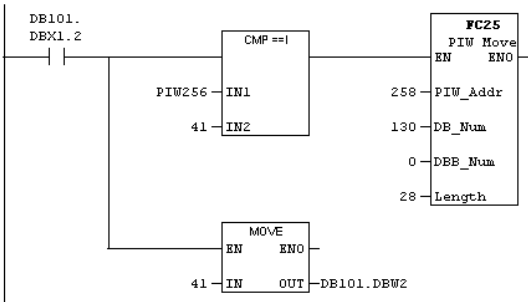 DB101.
DBX1.2
CMP ==I
PIW256
IN1
41
IN2
FC25
PIW Move
EN
ENO
258
PIW_Addr
130
DB_Num
0
DBB_Num
28
Length
MOVE
EN
ENO
41
IN
OUT
DB101.DBW2